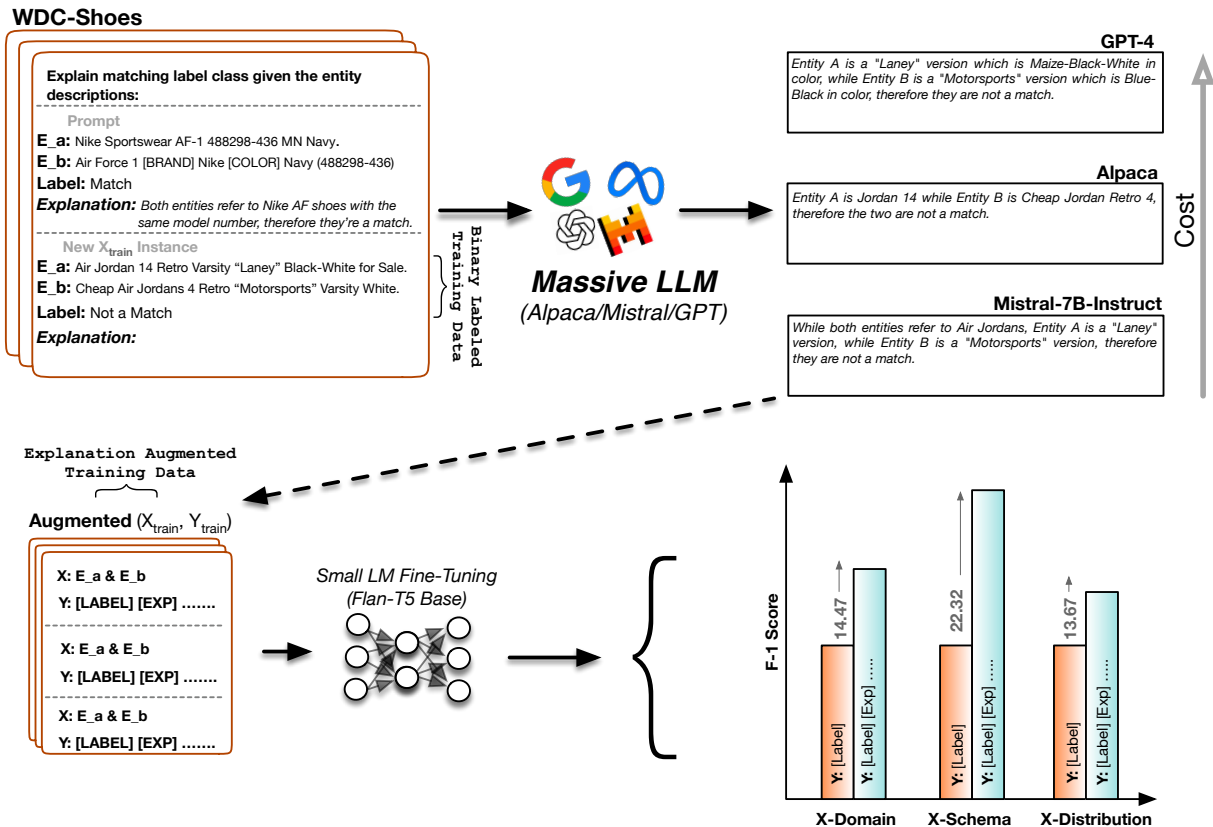 WDC-Shoes
Explain matching label class given the entity
descriptions:
Prompt
E_a: Nike Sportswear AF-1 488298-436 MN Navy.
E_b: Air Force 1 [BRAND] Nike [COLOR] Navy (488298-436)
Label: Match
Explanation: Both entities refer to Nike AF shoes with the
same model number, therefore they're a match.
New Xtrain Instance
E_a: Air Jordan 14 Retro Varsity “Laney” Black-White for Sale.
E_b: Cheap Air Jordans 4 Retro “Motorsports” Varsity White.
Label: Not a Match
Explanation:
Binary Labeled
Training Data
Massive LLM
(Alpaca/Mistral/GPT)
GPT-4
Entity A is a "Laney" version which is Maize-Black-White in
color, while Entity B is a "Motorsports" version which is Blue-
Black in color, therefore they are not a match.
Alpaca
Entity A is Jordan 14 while Entity B is Cheap Jordan Retro 4,
therefore the two are not a match.
Mistral-7B-Instruct
While both entities refer to Air Jordans, Entity A is a "Laney"
version, while Entity B is a "Motorsports" version, therefore
they are not a match.
Cost
Explanation Augmented
Training Data
Augmented (Xtrain, Ytrain)
X: E_a & E_b
Y: [LABEL] [EXP] .......
X: E_a & E_b
Y: [LABEL] [EXP] .......
X: E_a & E_b
Y: [LABEL] [EXP] .......
Small LM Fine-Tuning
(Flan-T5 Base)
F-1 Score
14.47
Y: [Label]
Y: [Label] [Exp] .....
22.32
Y: [Label]
Y: [Label] [Exp] .....
13.67
Y: [Label]
Y: [Label] [Exp] .....
X-Domain
X-Schema
X-Distribution